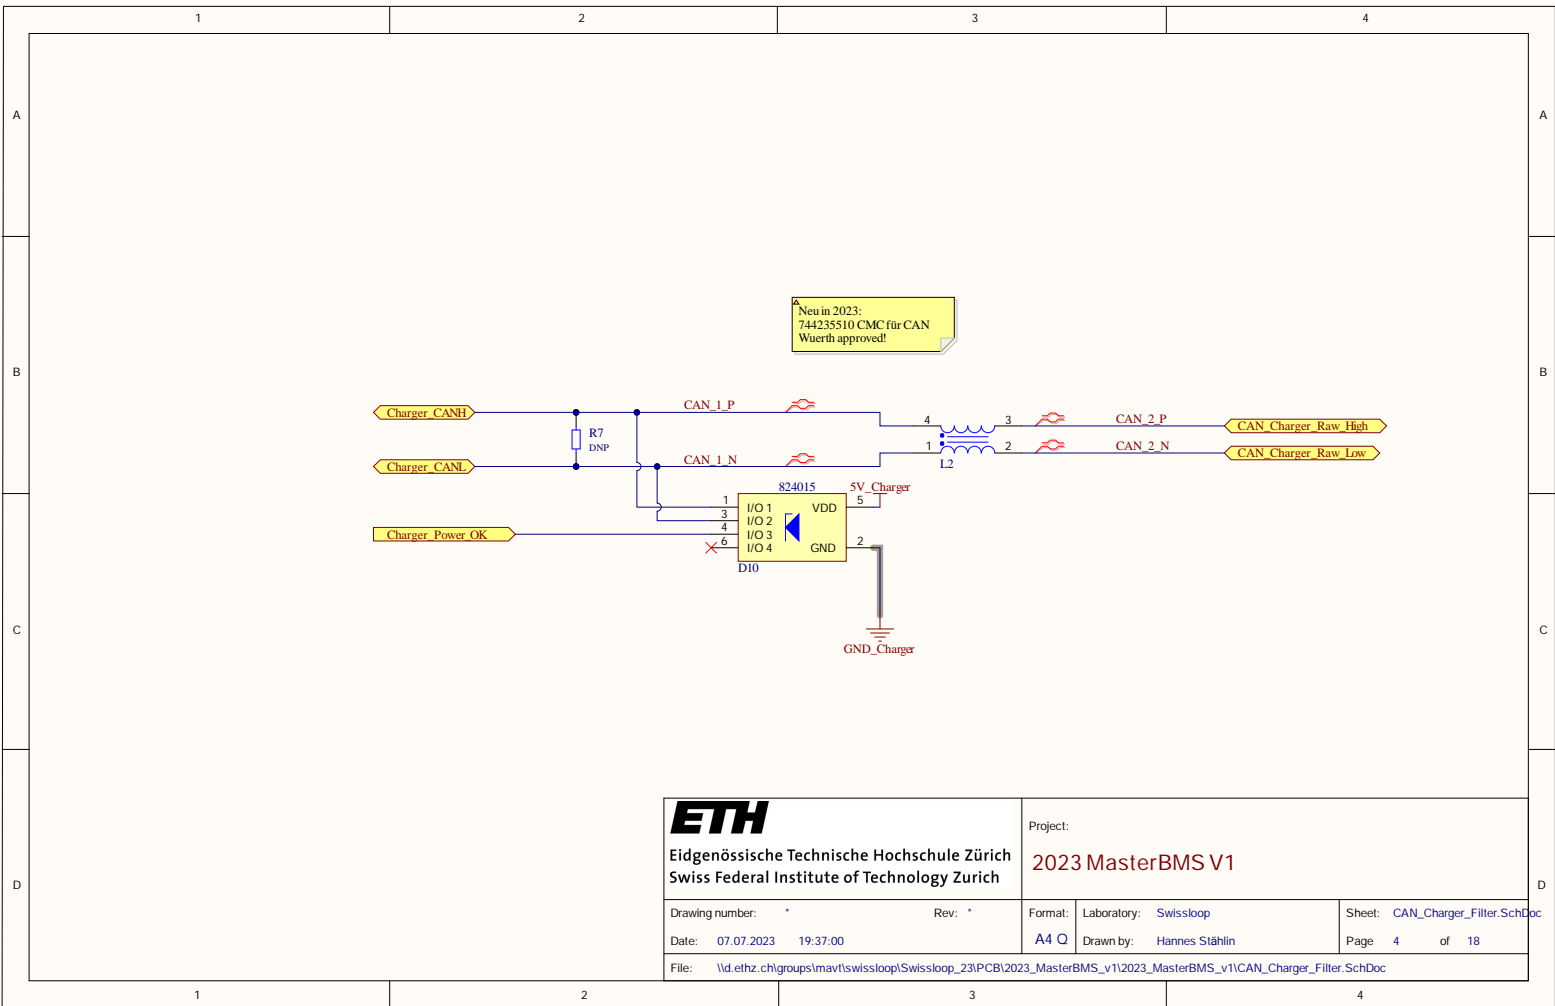 1 2 3 4
A A
B B
C C
D D
Neu in 2023:
744235510 CMC für CAN
Wuerth approved!
Charger_CANH
CAN_1_P
R7
DNP
Charger_CANL
CAN_1_N
4 3
1 2
L2
CAN_2_P
CAN_Charger_Raw_High
CAN_2_N
CAN_Charger_Raw_Low
824015
5V_Charger
1 I/O 1 VDD 5
3 I/O 2
4 I/O 3
6 I/O 4 GND 2
D10
Charger_Power_OK
GND_Charger
ETH
Eidgenössische Technische Hochschule Zürich
Swiss Federal Institute of Technology Zurich
Project:
2023 MasterBMS V1
Drawing number: * Rev: *
Date: 07.07.2023 19:37:00
Format:
A4 Q
Laboratory: Swissloop
Drawn by: Hannes Stählin
Sheet: CAN_Charger_Filter.SchDoc
Page 4 of 18
File: \\d.ethz.ch\groups\mavt\swissloop\Swissloop_23\PCB\2023_MasterBMS_v1\2023_MasterBMS_v1\CAN_Charger_Filter.SchDoc
1 2 3 4